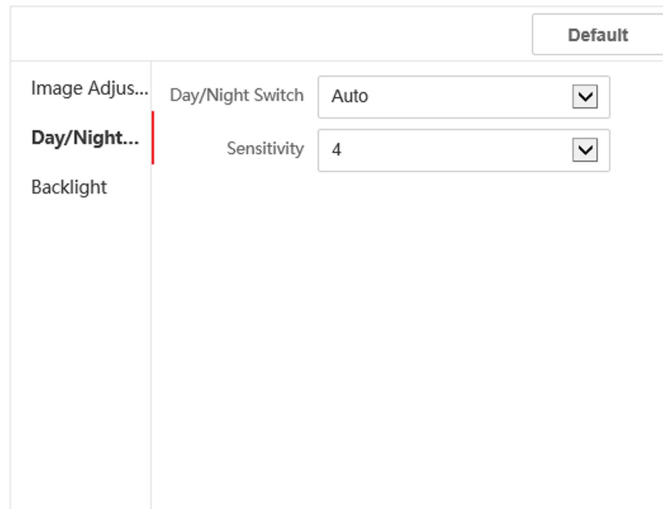 Default
Image Adjus...
Day/Night...
Backlight
Day/Night Switch Auto
Sensitivity 4